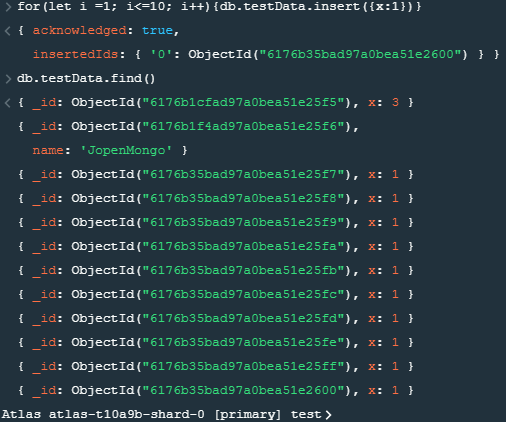 > for(let i =1; i<=10; i++){db.testData.insert({x:1})}
< { acknowledged: true,
insertedIds: { '0': ObjectId("6176b35bad97a0bea51e2600") } }
> db.testData.find()
< { _id: ObjectId("6176b1cfad97a0bea51e25f5"), x: 3 }
{ _id: ObjectId("6176b1f4ad97a0bea51e25f6"),
name: 'JopenMongo' }
{ _id: ObjectId("6176b35bad97a0bea51e25f7"), x: 1 }
{ _id: ObjectId("6176b35bad97a0bea51e25f8"), x: 1 }
{ _id: ObjectId("6176b35bad97a0bea51e25f9"), x: 1 }
{ _id: ObjectId("6176b35bad97a0bea51e25fa"), x: 1 }
{ _id: ObjectId("6176b35bad97a0bea51e25fb"), x: 1 }
{ _id: ObjectId("6176b35bad97a0bea51e25fc"), x: 1 }
{ _id: ObjectId("6176b35bad97a0bea51e25fd"), x: 1 }
{ _id: ObjectId("6176b35bad97a0bea51e25fe"), x: 1 }
{ _id: ObjectId("6176b35bad97a0bea51e25ff"), x: 1 }
{ _id: ObjectId("6176b35bad97a0bea51e2600"), x: 1 }
Atlas atlas-t10a9b-shard-0 [primary] test>